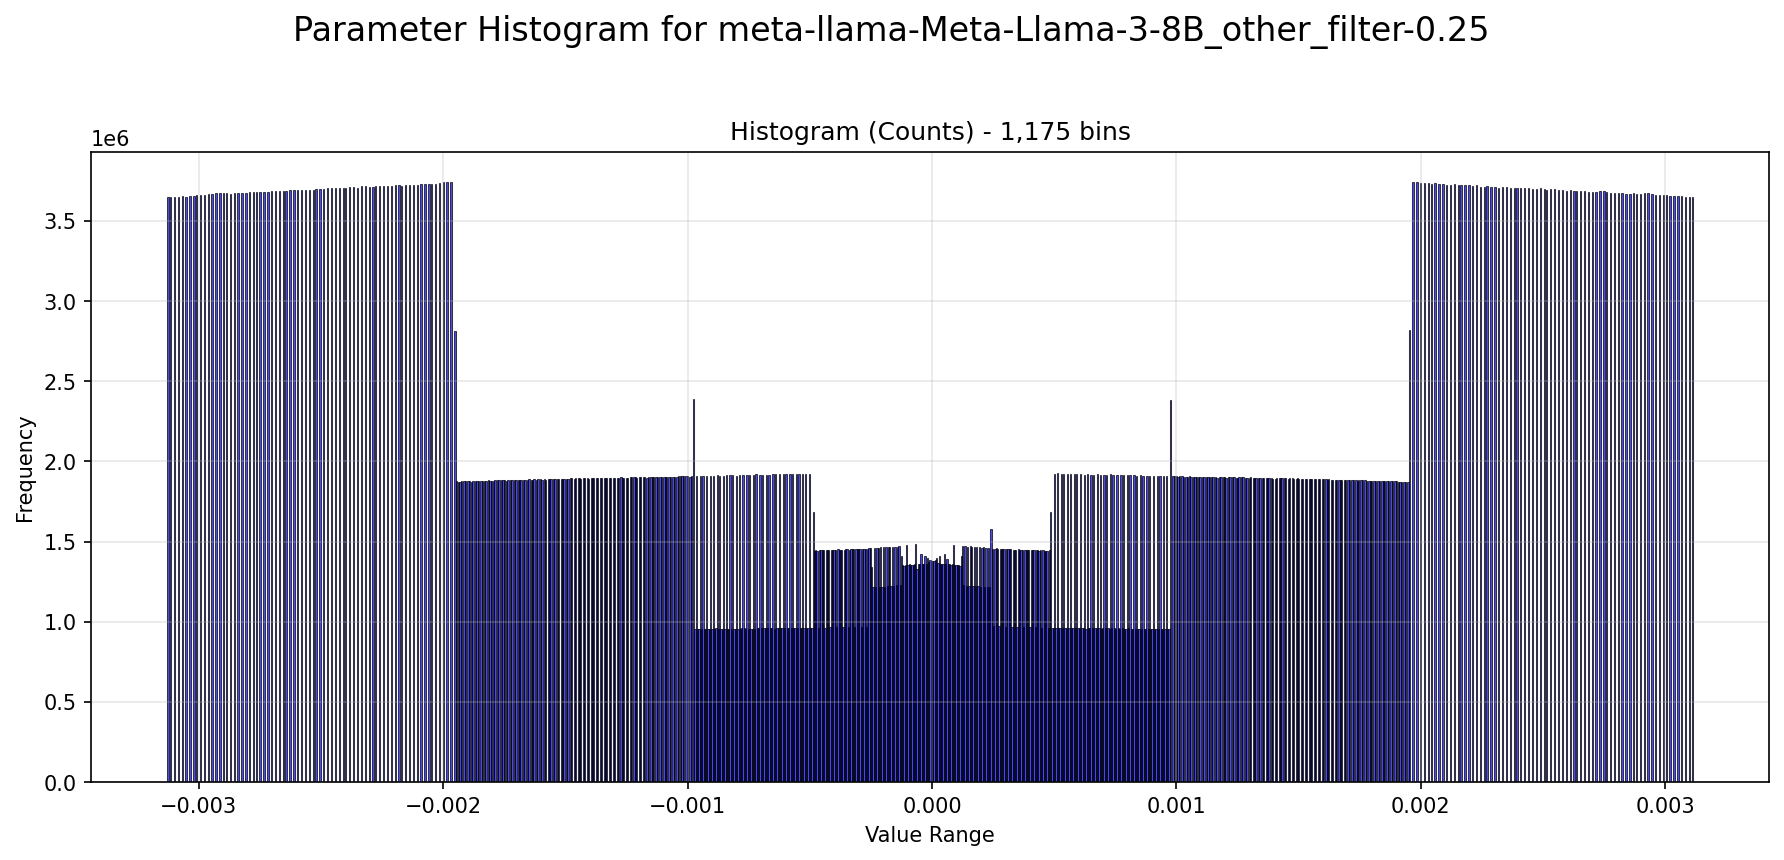 Parameter Histogram for meta-llama-Meta-Llama-3-8B_other_filter-0.25
Histogram (Counts) - 1,175 bins
1e6
3.5
3.0
2.5
2.0
1.5
1.0
0.5
0.0
Frequency
−0.003 −0.002 −0.001 0.000 0.001 0.002 0.003
Value Range